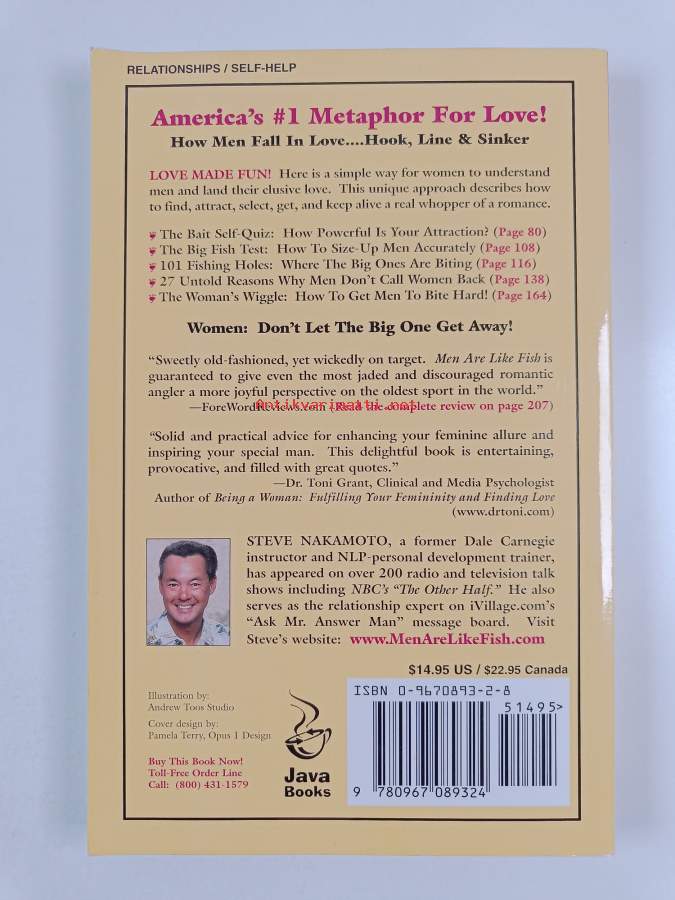 RELATIONSHIPS / SELF-HELP
America's #1 Metaphor For Love!
How Men Fall In Love....Hook, Line & Sinker
LOVE MADE FUN! Here is a simple way for women to understand
men and land their elusive love. This unique approach describes how
to find, attract, select, get, and keep alive a real whopper of a romance.
The Bait Self-Quiz: How Powerful Is Your Attraction? (Page 80)
The Big Fish Test: How To Size-Up Men Accurately (Page 108)
101 Fishing Holes: Where The Big Ones Are Biting (Page 116)
27 Untold Reasons Why Men Don't Call Women Back (Page 138)
The Woman's Wiggle: How To Get Men To Bite Hard! (Page 164)
Women: Don't Let The Big One Get Away!
"Sweetly old-fashioned, yet wickedly on target. Men Are Like Fish is
guaranteed to give even the most jaded and discouraged romantic
angler a more joyful perspective on the oldest sport in the world."
—ForeWordReviews.com (Read the complete review on page 207)
Antikvariaatti.net
"Solid and practical advice for enhancing your feminine allure and
inspiring your special man. This delightful book is entertaining,
provocative, and filled with great quotes."
—Dr. Toni Grant, Clinical and Media Psychologist
Author of Being a Woman: Fulfilling Your Femininity and Finding Love
(www.drtoni.com)
STEVE NAKAMOTO, a former Dale Carnegie
instructor and NLP-personal development trainer,
has appeared on over 200 radio and television talk
shows including NBC's "The Other Half." He also
serves as the relationship expert on iVillage.com's
"Ask Mr. Answer Man" message board. Visit
Steve's website: www.MenAreLikeFish.com
$14.95 US / $22.95 Canada
Illustration by:
Andrew Toos Studio
Cover design by:
Pamela Terry, Opus 1 Design
Buy This Book Now!
Toll-Free Order Line
Call: (800) 431-1579
Java
Books
ISBN 0-9670893-2-8
51495>
9 780967 089324